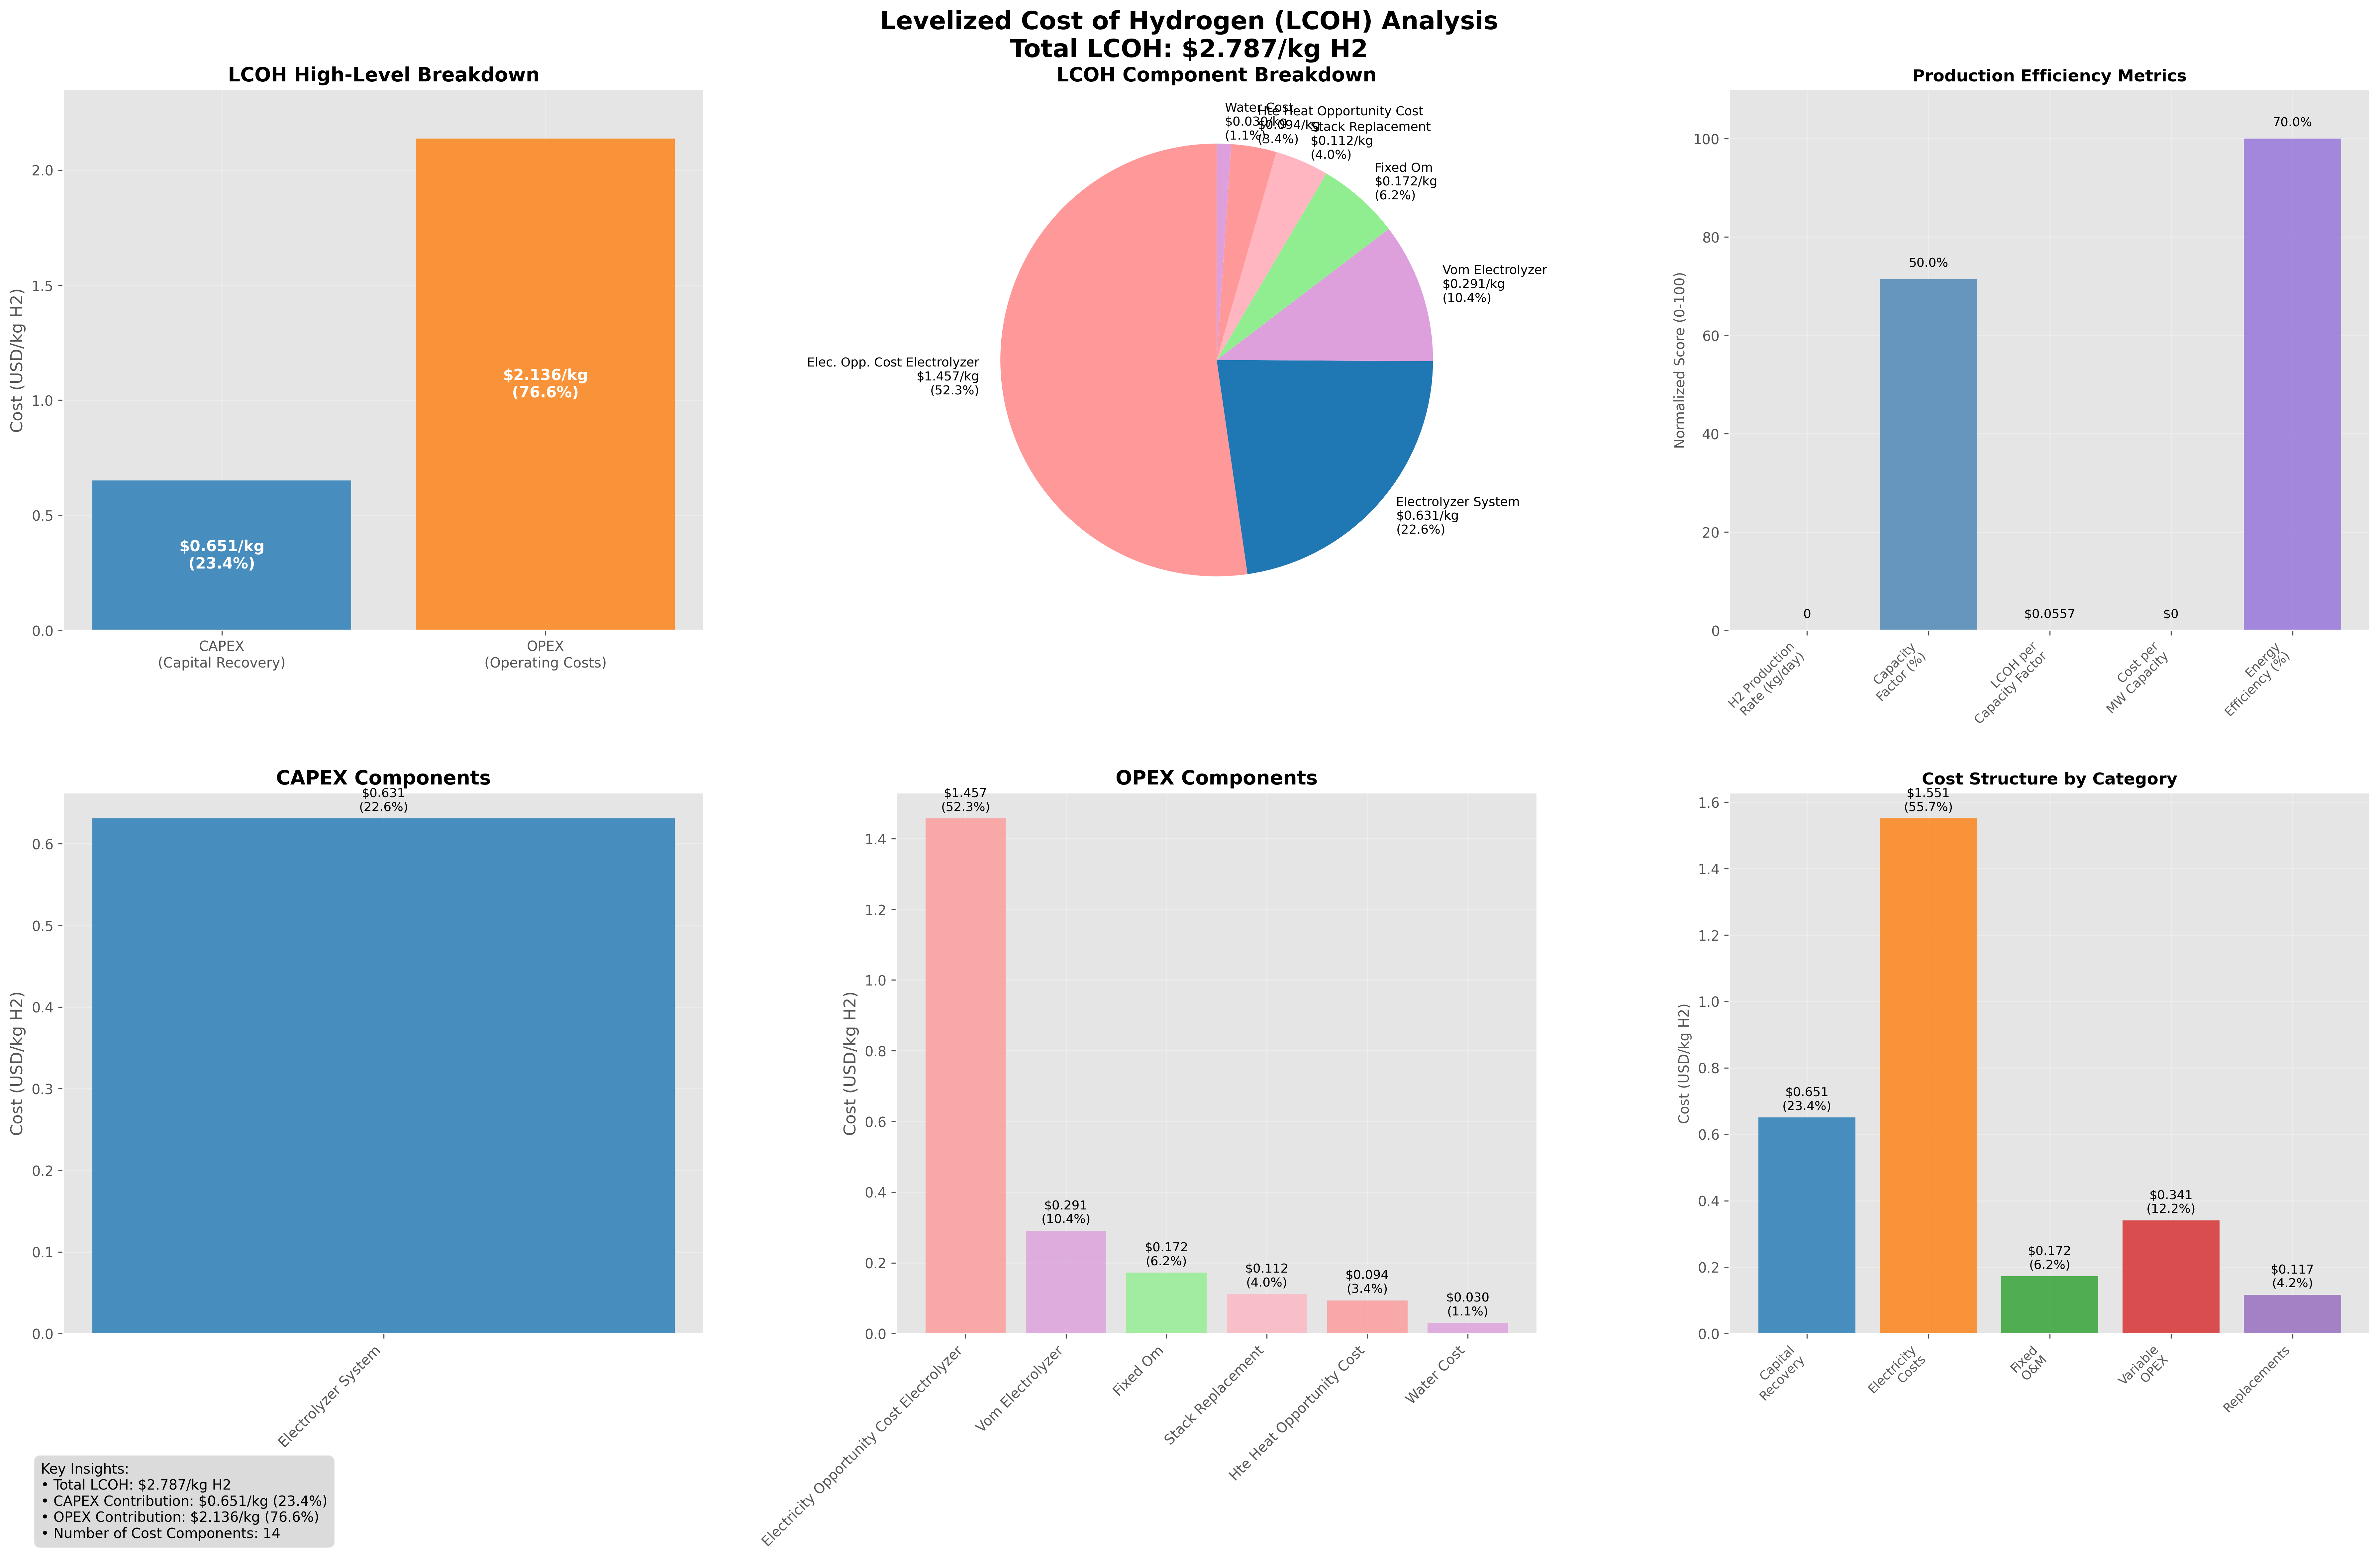 Levelized Cost of Hydrogen (LCOH) Analysis
Total LCOH: $2.787/kg H2
LCOH High-Level Breakdown
Cost (USD/kg H2)
2.0
1.5
1.0
0.5
0.0
$0.651/kg
(23.4%)
$2.136/kg
(76.6%)
CAPEX
(Capital Recovery)
OPEX
(Operating Costs)
LCOH Component Breakdown
Water Cost
$0.030/kg
(1.1%)
Hte Heat Opportunity Cost
$0.094/kg
(3.4%)
Stack Replacement
$0.112/kg
(4.0%)
Fixed Om
$0.172/kg
(6.2%)
Vom Electrolyzer
$0.291/kg
(10.4%)
Elec. Opp. Cost Electrolyzer
$1.457/kg
(52.3%)
Electrolyzer System
$0.631/kg
(22.6%)
Production Efficiency Metrics
Normalized Score (0-100)
100
80
60
40
20
0
0
50.0%
$0.0557
$0
70.0%
H2 Production
Rate (kg/day)
Capacity
Factor (%)
LCOH per
Capacity Factor
Cost per
MW Capacity
Energy
Efficiency (%)
CAPEX Components
Cost (USD/kg H2)
0.6
0.5
0.4
0.3
0.2
0.1
0.0
$0.631
(22.6%)
Electrolyzer System
OPEX Components
Cost (USD/kg H2)
1.4
1.2
1.0
0.8
0.6
0.4
0.2
0.0
$1.457
(52.3%)
$0.291
(10.4%)
$0.172
(6.2%)
$0.112
(4.0%)
$0.094
(3.4%)
$0.030
(1.1%)
Electricity Opportunity Cost Electrolyzer
Vom Electrolyzer
Fixed Om
Stack Replacement
Hte Heat Opportunity Cost
Water Cost
Cost Structure by Category
Cost (USD/kg H2)
1.6
1.4
1.2
1.0
0.8
0.6
0.4
0.2
0.0
$0.651
(23.4%)
$1.551
(55.7%)
$0.172
(6.2%)
$0.341
(12.2%)
$0.117
(4.2%)
Capital
Recovery
Electricity
Costs
Fixed
O&M
Variable
OPEX
Replacements
Key Insights:
• Total LCOH: $2.787/kg H2
• CAPEX Contribution: $0.651/kg (23.4%)
• OPEX Contribution: $2.136/kg (76.6%)
• Number of Cost Components: 14